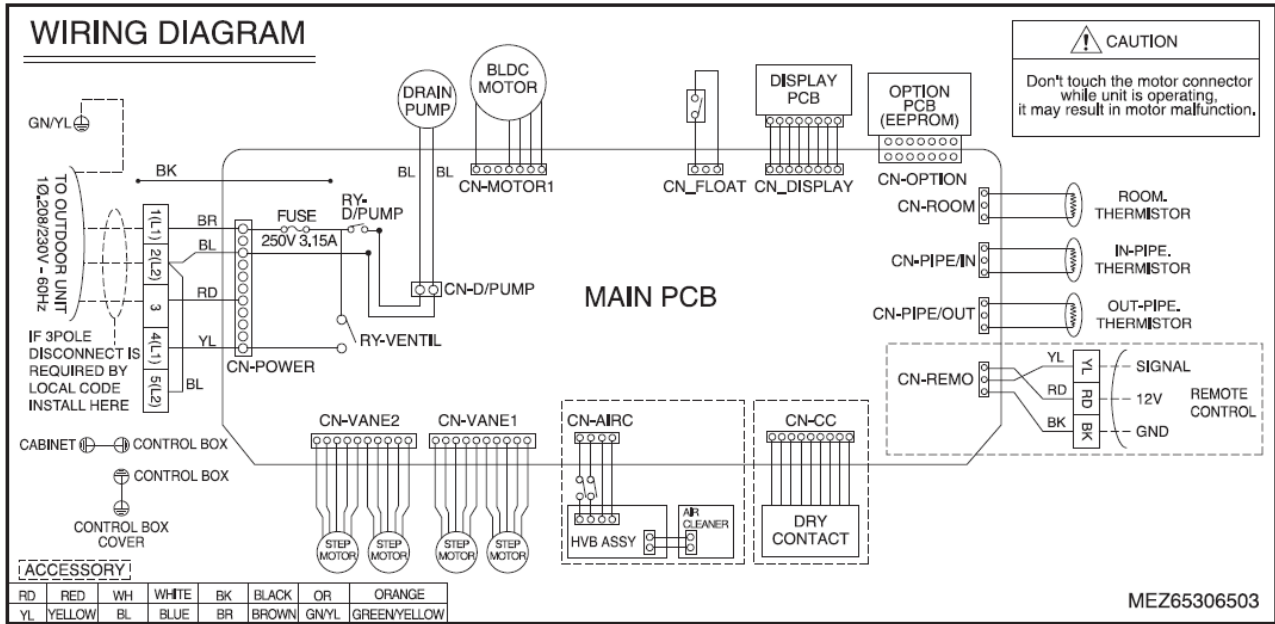 WIRING DIAGRAM
CAUTION
Don't touch the motor connector
while unit is operating,
it may result in motor malfunction.
GN/YL
TO OUTDOOR UNIT
1Ø.208/230V - 60Hz
BK
1(L1)
2(L2)
3
4(L1)
5(L2)
BR
BL
RD
YL
BL
IF 3POLE
DISCONNECT IS
REQUIRED BY
LOCAL CODE
INSTALL HERE
CN-POWER
FUSE
250V 3.15A
RY-
D/PUMP
RY-VENTIL
DRAIN
PUMP
BL
BL
CN-D/PUMP
BLDC
MOTOR
CN-MOTOR1
CN_FLOAT
DISPLAY
PCB
CN_DISPLAY
OPTION
PCB
(EEPROM)
CN-OPTION
MAIN PCB
CN-ROOM
ROOM.
THERMISTOR
CN-PIPE/IN
IN-PIPE.
THERMISTOR
CN-PIPE/OUT
OUT-PIPE.
THERMISTOR
CN-REMO
YL
RD
BK
YL
RD
BK
SIGNAL
12V
GND
REMOTE
CONTROL
CABINET
CONTROL BOX
CONTROL BOX
CONTROL BOX
COVER
CN-VANE2
STEP
MOTOR
STEP
MOTOR
CN-VANE1
STEP
MOTOR
STEP
MOTOR
CN-AIRC
HVB ASSY
AIR
CLEANER
CN-CC
DRY
CONTACT
ACCESSORY
RD RED WH WHITE BK BLACK OR ORANGE
YL YELLOW BL BLUE BR BROWN GN/YL GREEN/YELLOW
MEZ65306503